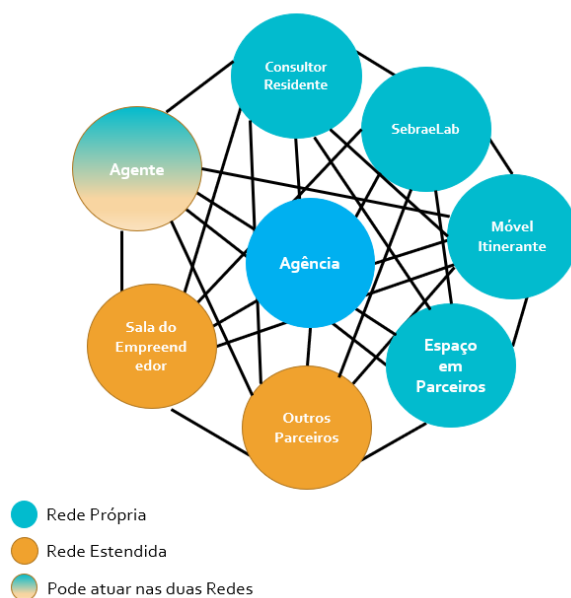 Consultor
Residente
SebraeLab
Agente
Móvel
Itinerante
Agência
Sala do
Empreend
edor
Espaço
em
Parceiros
Outros
Parceiros
Rede Própria
Rede Estendida
Pode atuar nas duas Redes